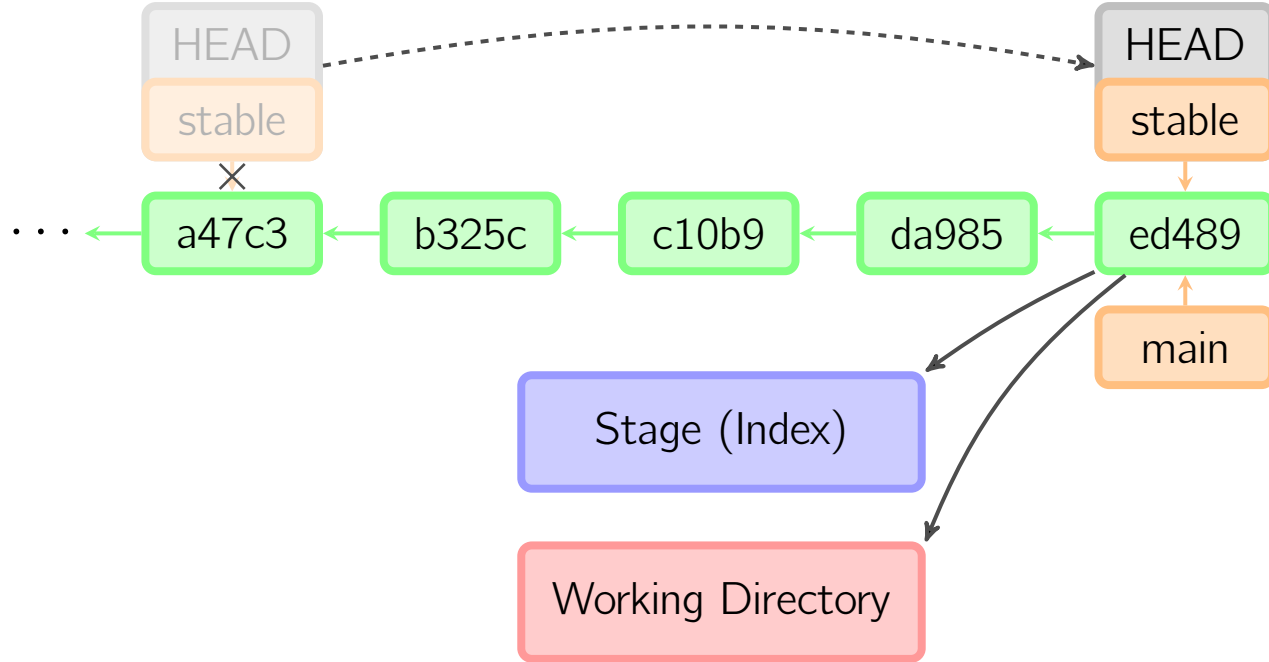 HEAD HEAD
stable stable
... a47c3 b325c c10b9 da985 ed489
main
Stage (Index)
Working Directory